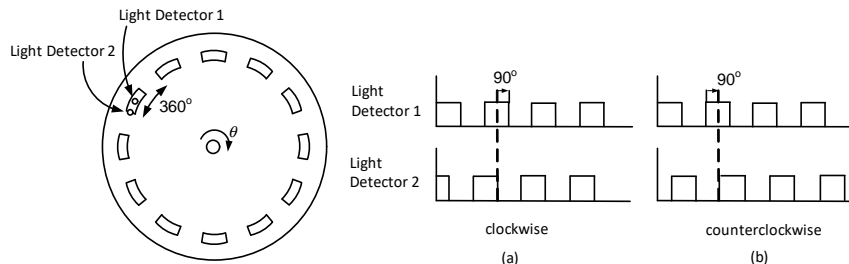 Light Detector 1
Light Detector 2
360°
θ
90°
Light
Detector 1
Light
Detector 2
clockwise
(a)
90°
counterclockwise
(b)